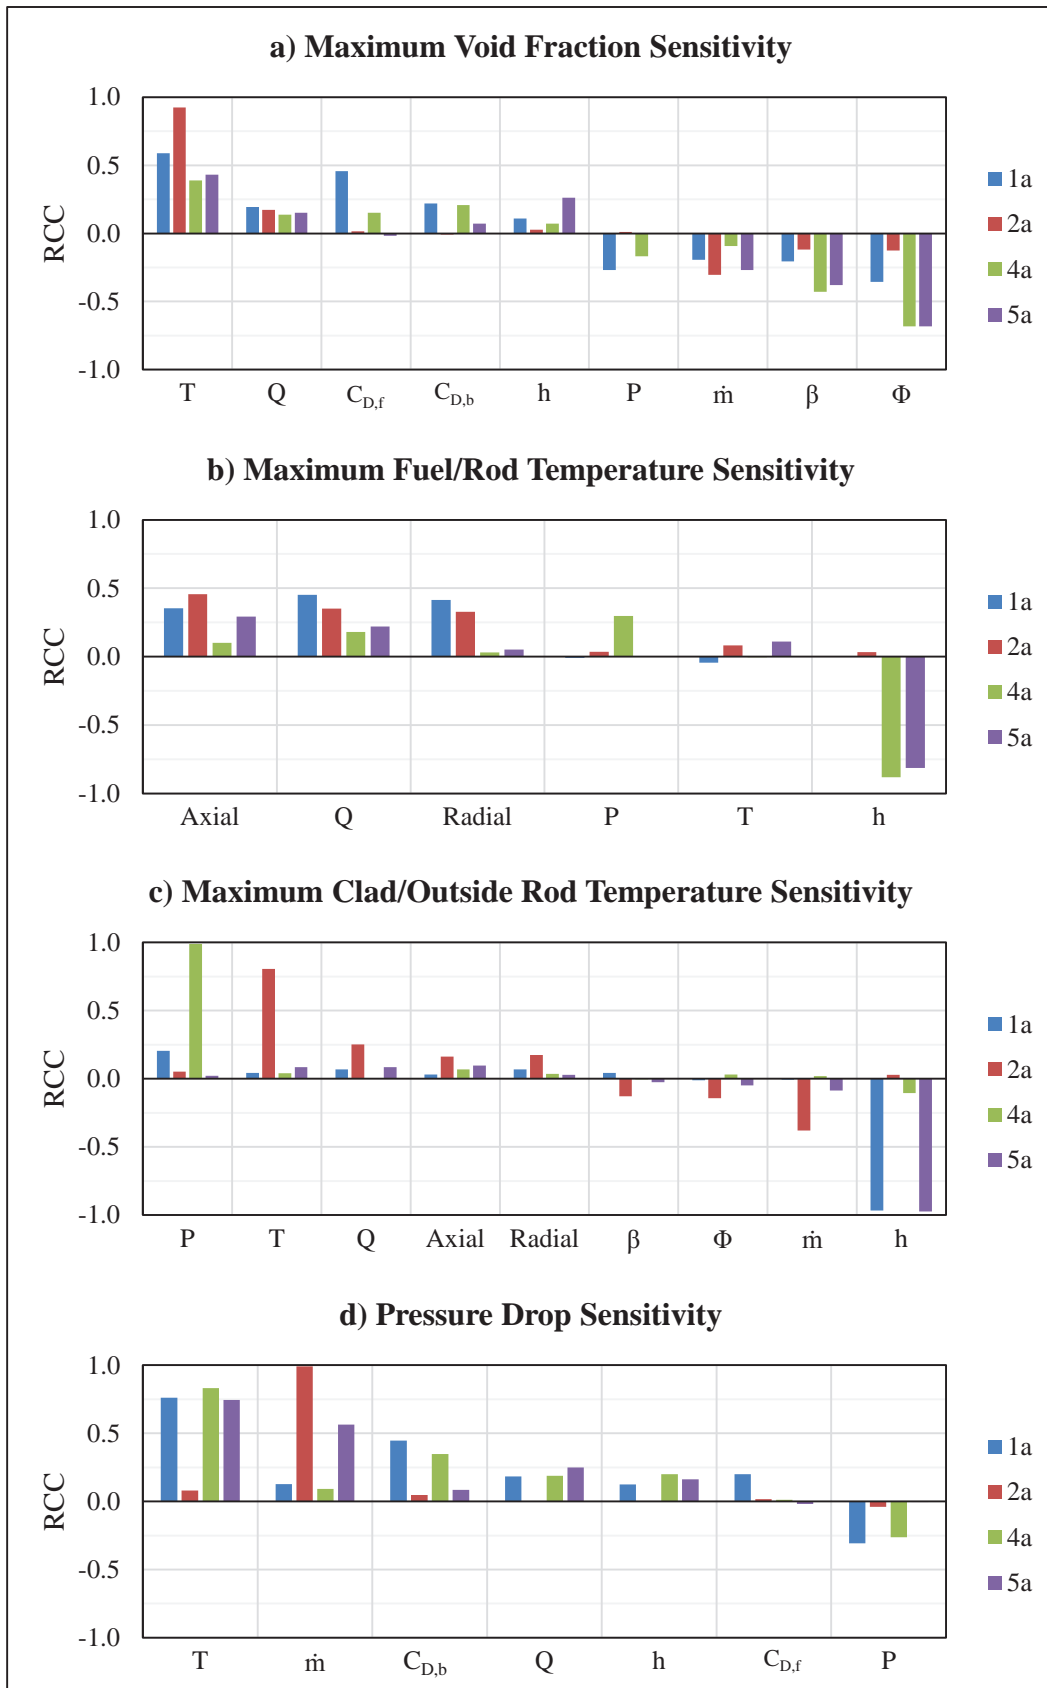 a) Maximum Void Fraction Sensitivity
1.0
0.5
0.0
-0.5
-1.0
RCC
T Q C_{D,f} C_{D,b} h P ṁ β Φ
1a
2a
4a
5a
b) Maximum Fuel/Rod Temperature Sensitivity
1.0
0.5
0.0
-0.5
-1.0
RCC
Axial Q Radial P T h
1a
2a
4a
5a
c) Maximum Clad/Outside Rod Temperature Sensitivity
1.0
0.5
0.0
-0.5
-1.0
RCC
P T Q Axial Radial β Φ ṁ h
1a
2a
4a
5a
d) Pressure Drop Sensitivity
1.0
0.5
0.0
-0.5
-1.0
RCC
T ṁ C_{D,b} Q h C_{D,f} P
1a
2a
4a
5a